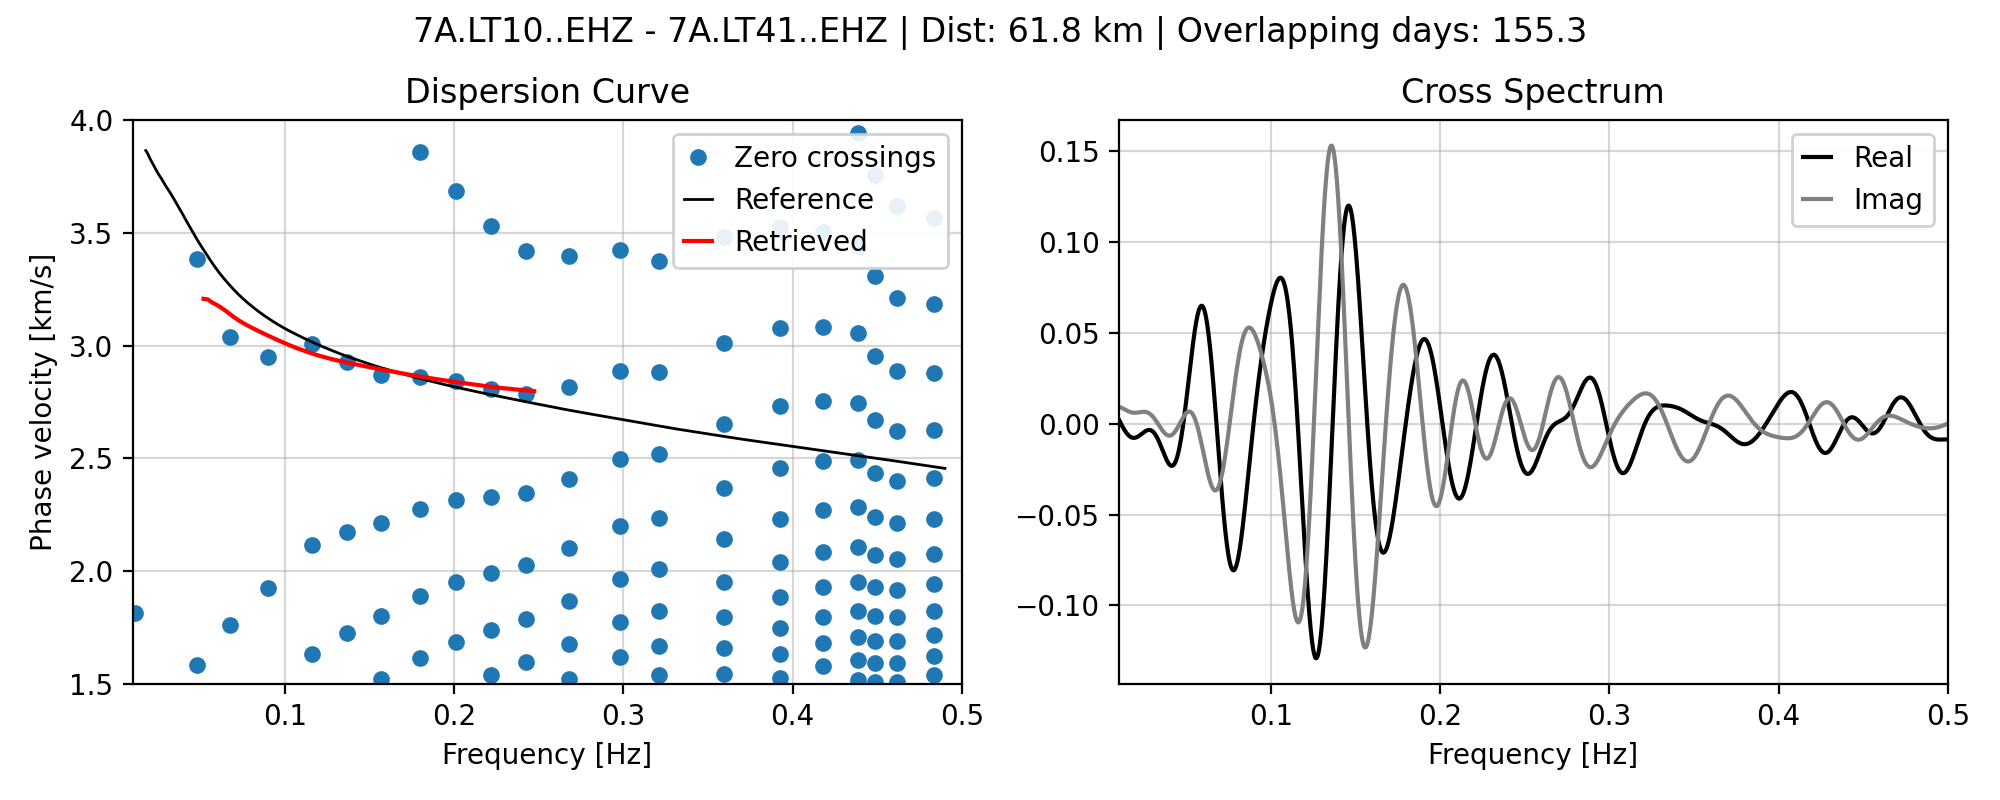 7A.LT10..EHZ - 7A.LT41..EHZ | Dist: 61.8 km | Overlapping days: 155.3
Dispersion Curve
Phase velocity [km/s]
4.0
3.5
3.0
2.5
2.0
1.5
Zero crossings
Reference
Retrieved
0.1
0.2
0.3
0.4
0.5
Frequency [Hz]
Cross Spectrum
0.15
0.10
0.05
0.00
−0.05
−0.10
Real
Imag
0.1
0.2
0.3
0.4
0.5
Frequency [Hz]